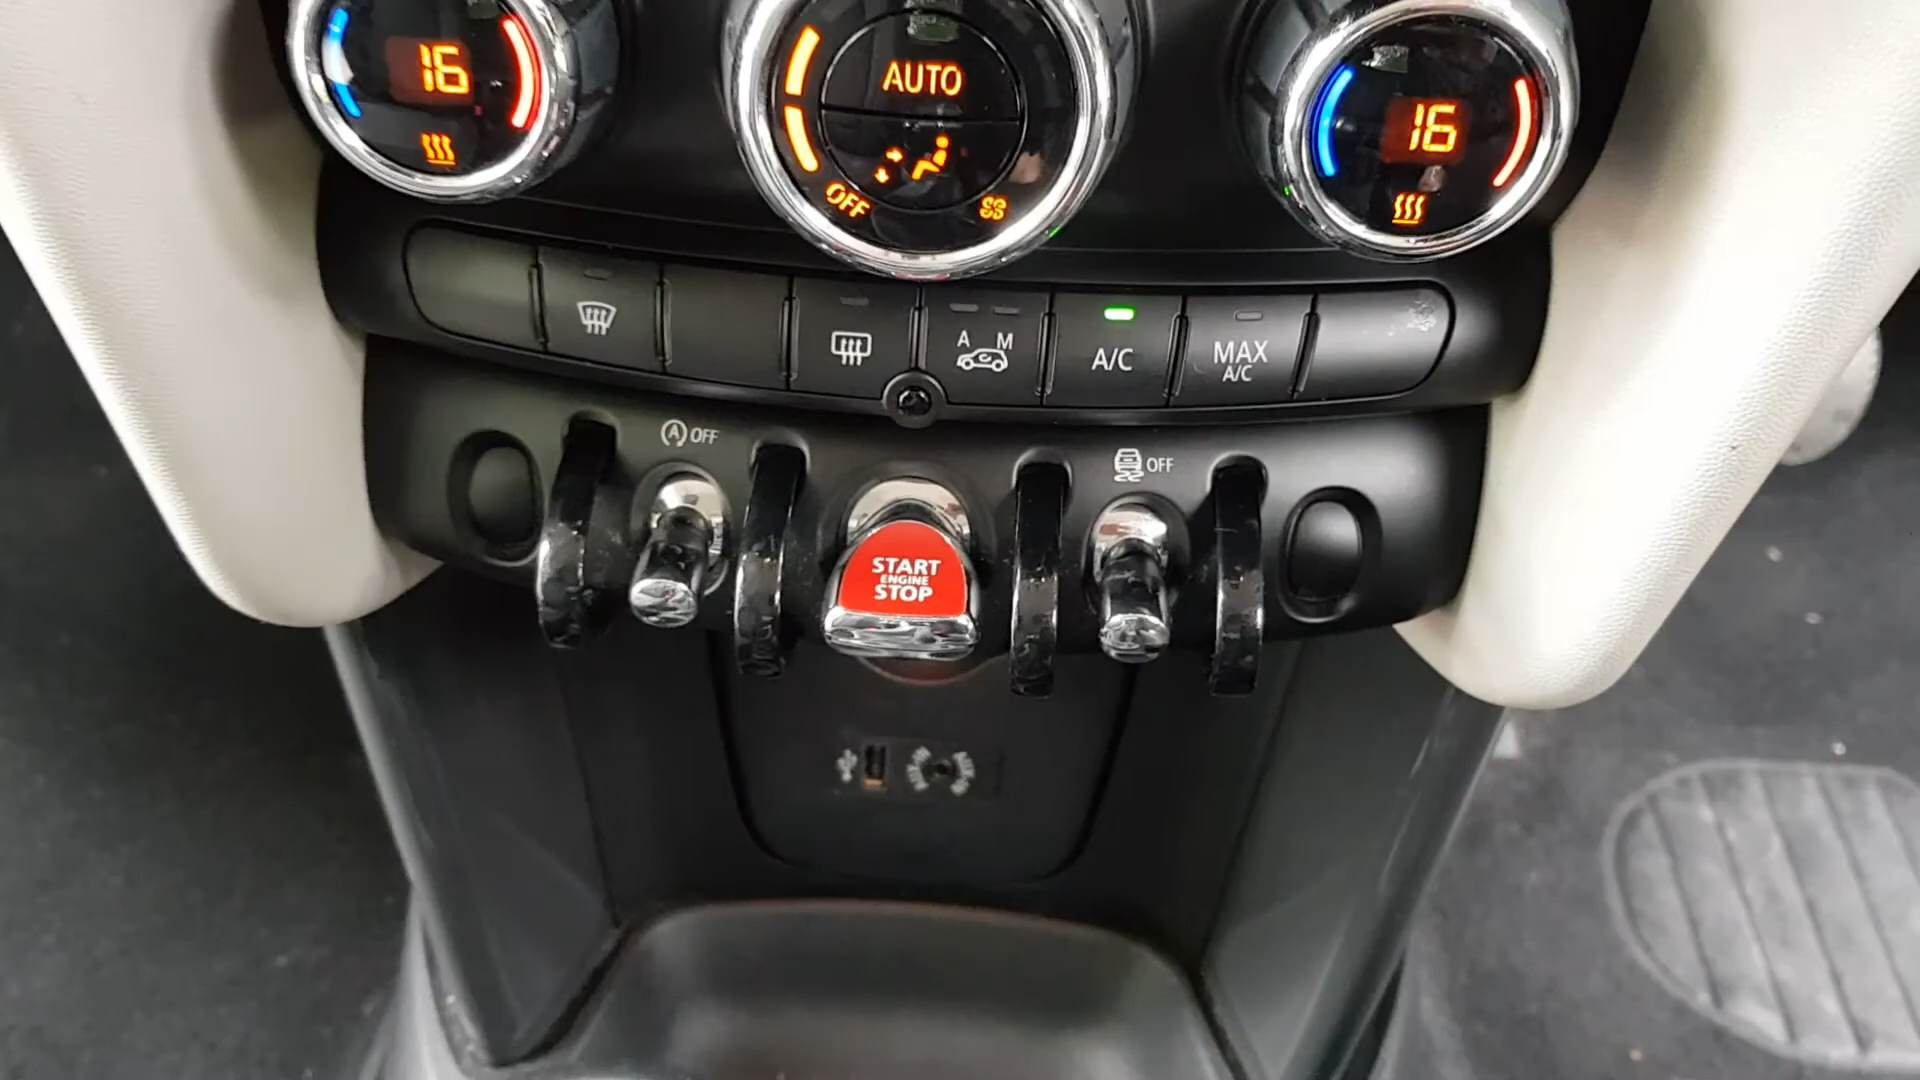 16
AUTO
16
OFF
A M
A/C
MAX
A/C
A OFF
OFF
START
ENGINE
STOP